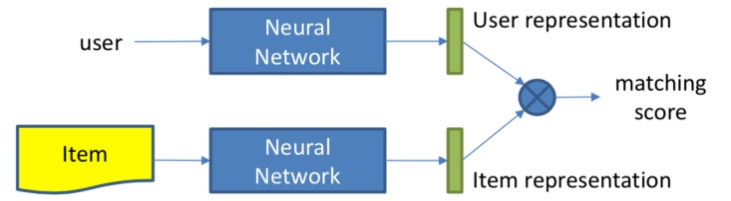 user
Neural
Network
User representation
matching
score
Item
Neural
Network
Item representation